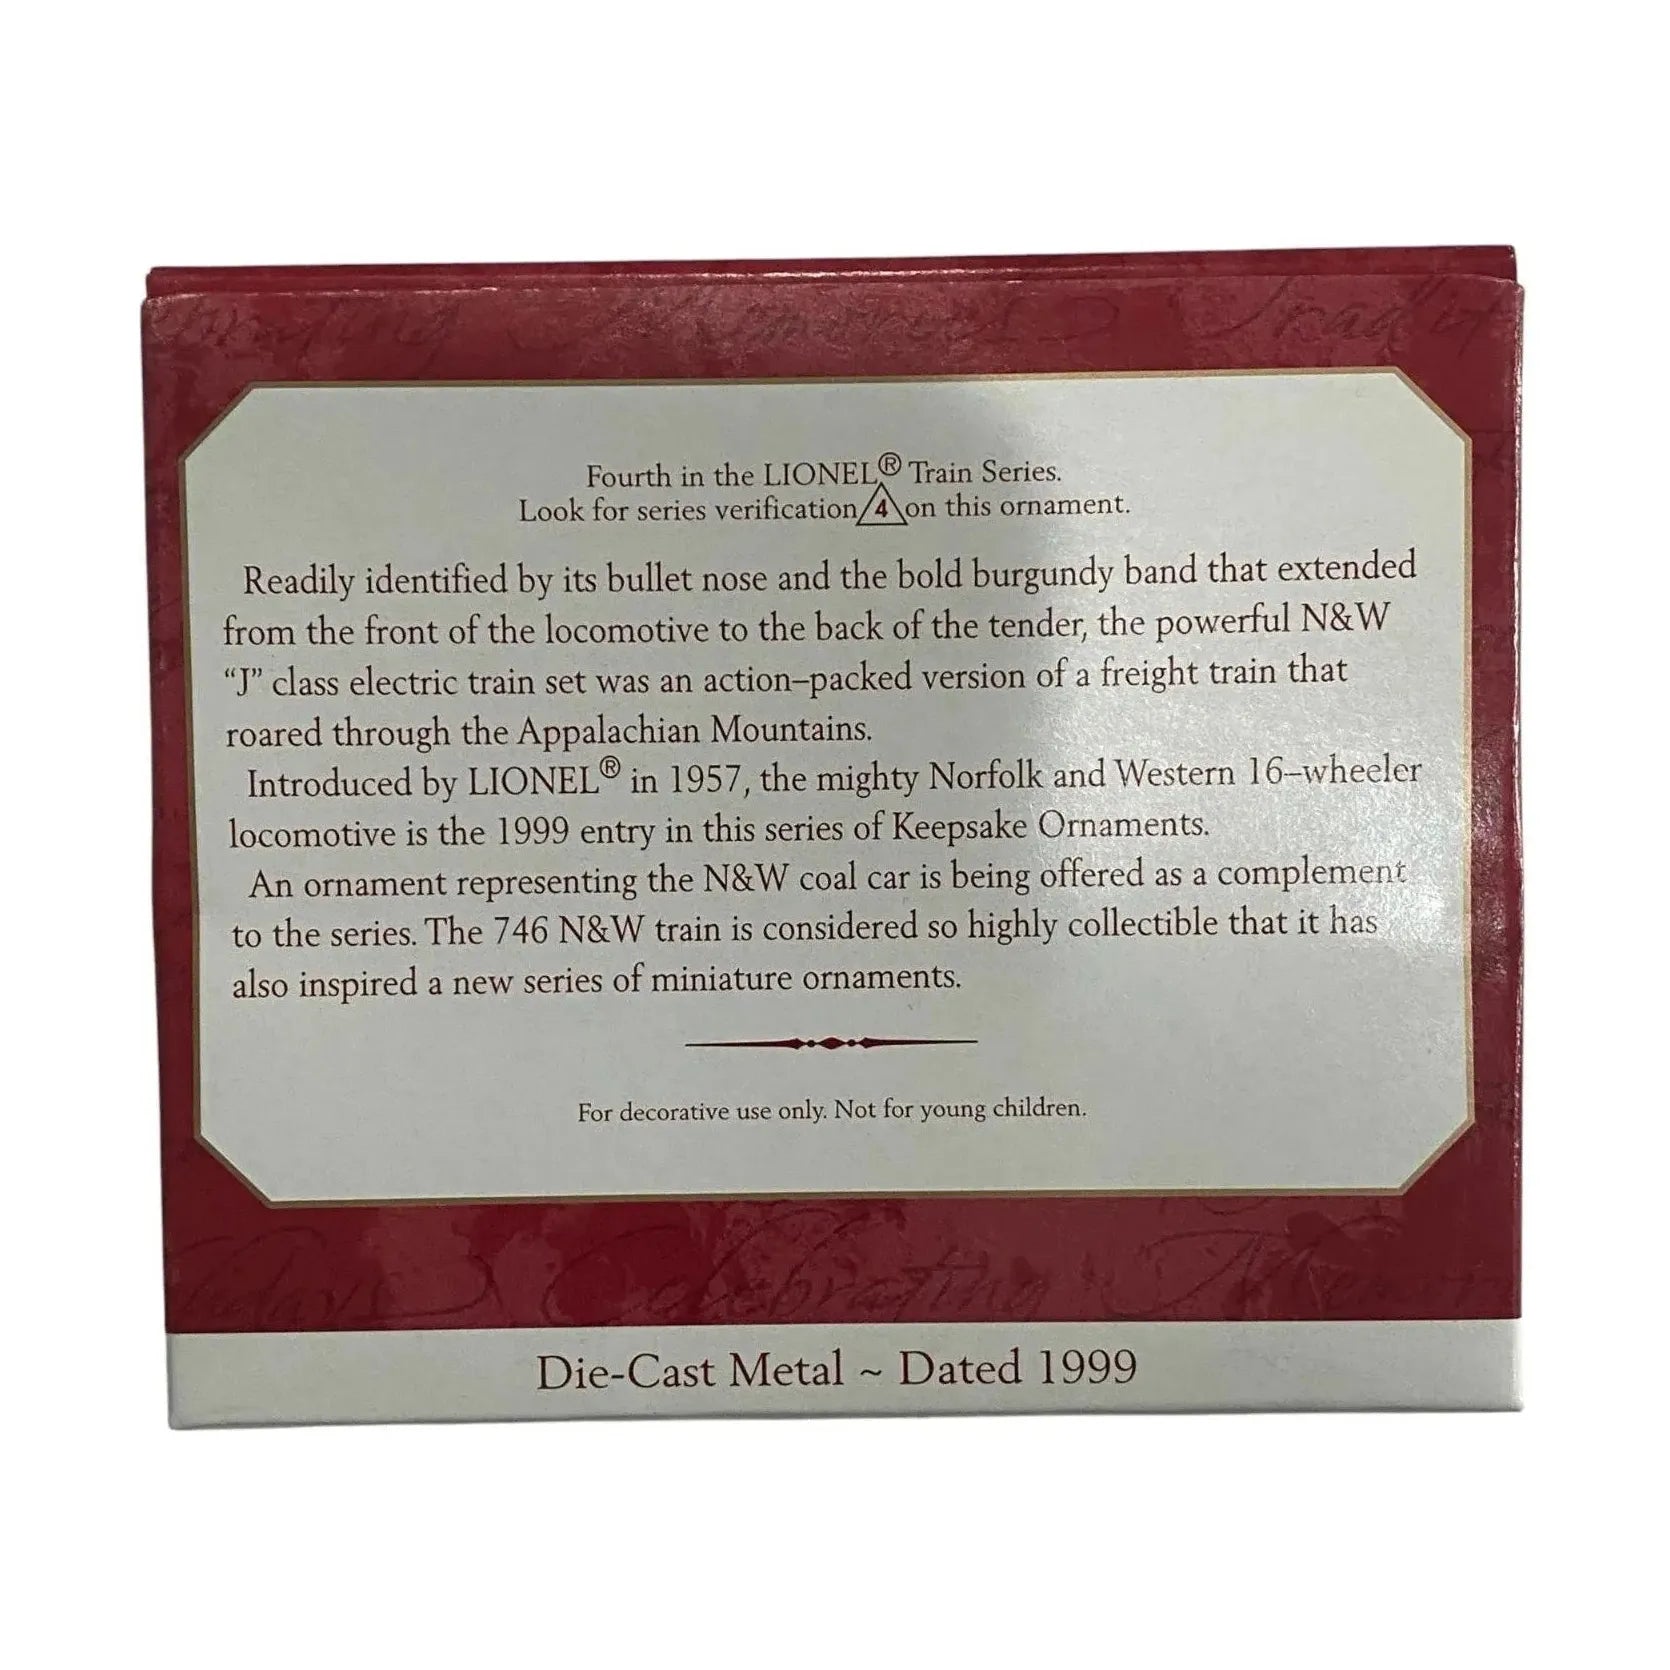 Fourth in the LIONEL® Train Series.
Look for series verification 4 on this ornament.
Readily identified by its bullet nose and the bold burgundy band that extended
from the front of the locomotive to the back of the tender, the powerful N&W
“J” class electric train set was an action–packed version of a freight train that
roared through the Appalachian Mountains.
Introduced by LIONEL® in 1957, the mighty Norfolk and Western 16–wheeler
locomotive is the 1999 entry in this series of Keepsake Ornaments.
An ornament representing the N&W coal car is being offered as a complement
to the series. The 746 N&W train is considered so highly collectible that it has
also inspired a new series of miniature ornaments.
For decorative use only. Not for young children.
Celebrating
Die-Cast Metal ~ Dated 1999